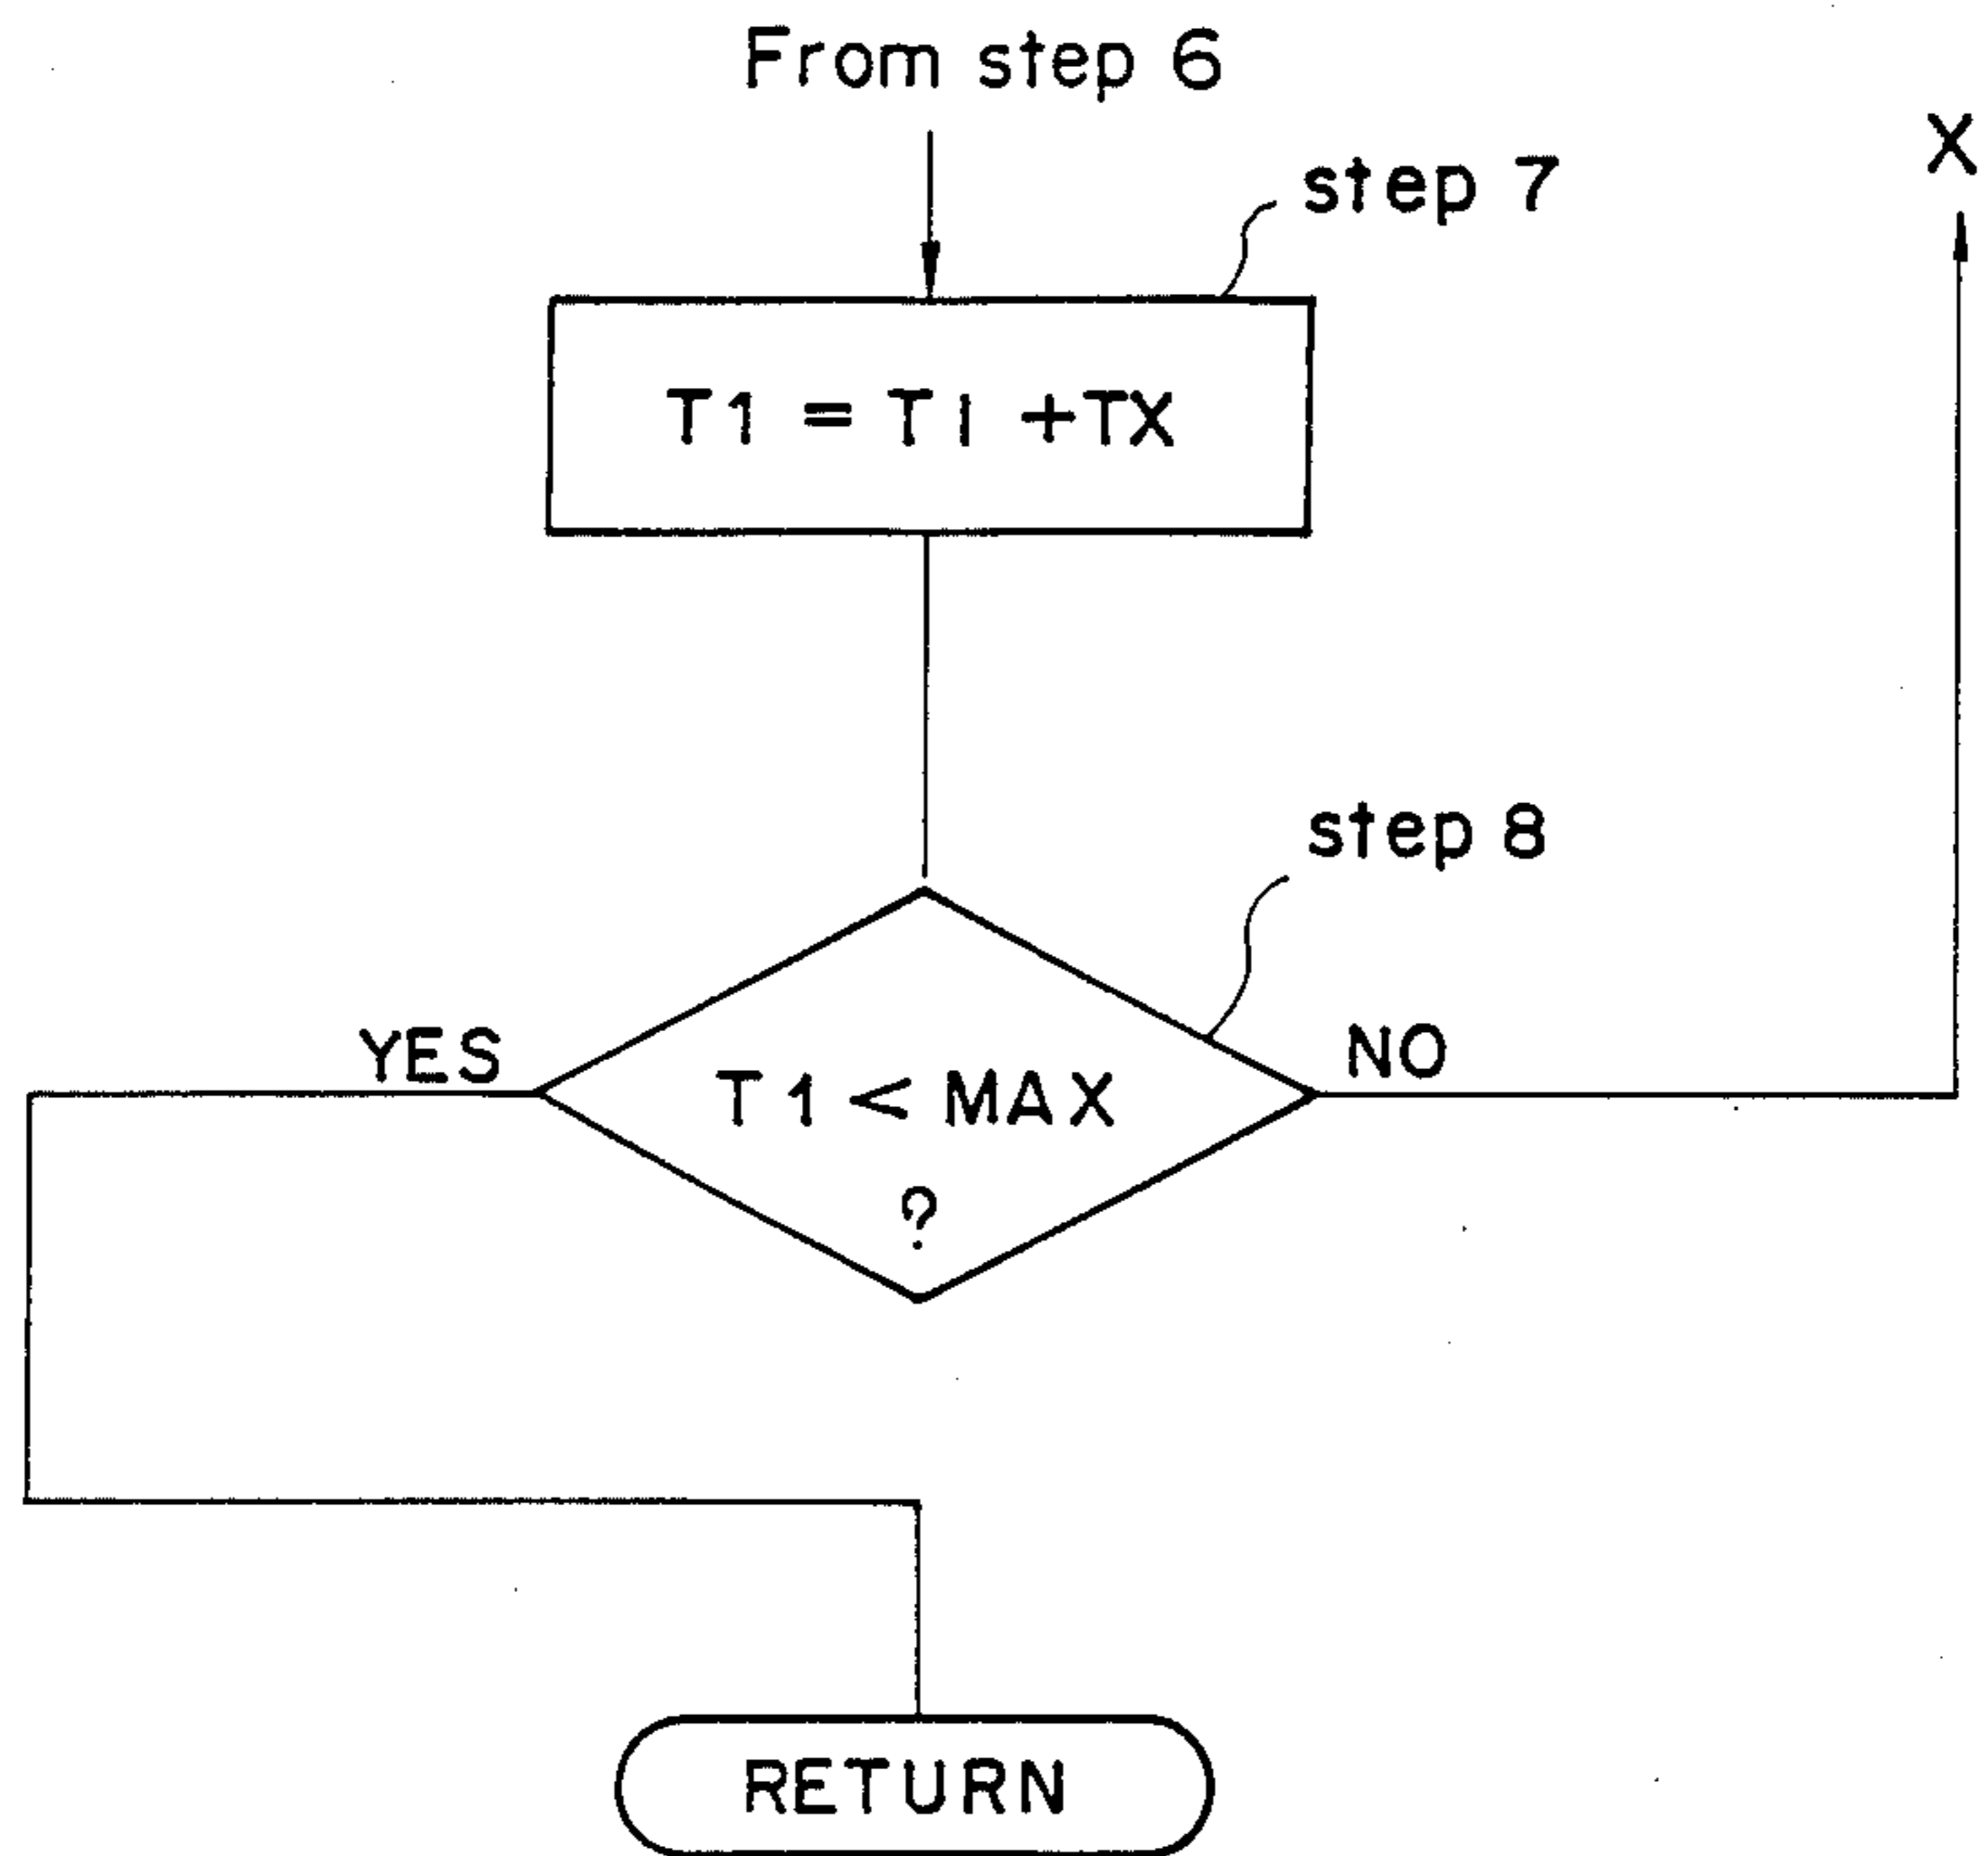 From step 6
X
step 7
T1 = T1 +TX
step 8
YES
NO
T1 < MAX
?
RETURN